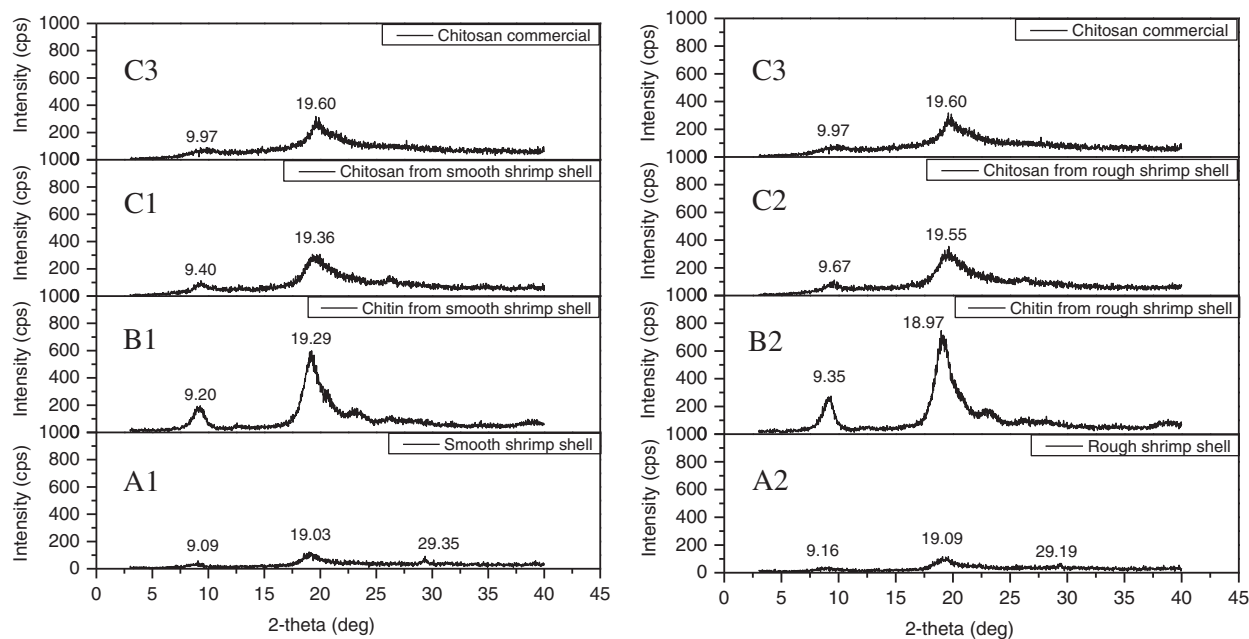 1000
800
600
400
200
0
Intensity (cps)
C3
Chitosan commercial
9.97
19.60
1000
800
600
400
200
0
Intensity (cps)
C1
Chitosan from smooth shrimp shell
9.40
19.36
1000
800
600
400
200
0
Intensity (cps)
B1
Chitin from smooth shrimp shell
9.20
19.29
1000
800
600
400
200
0
Intensity (cps)
A1
Smooth shrimp shell
9.09
19.03
29.35
0 5 10 15 20 25 30 35 40 45
2-theta (deg)
1000
800
600
400
200
0
Intensity (cps)
C3
Chitosan commercial
9.97
19.60
1000
800
600
400
200
0
Intensity (cps)
C2
Chitosan from rough shrimp shell
9.67
19.55
1000
800
600
400
200
0
Intensity (cps)
B2
Chitin from rough shrimp shell
9.35
18.97
1000
800
600
400
200
0
Intensity (cps)
A2
Rough shrimp shell
9.16
19.09
29.19
0 5 10 15 20 25 30 35 40 45
2-theta (deg)